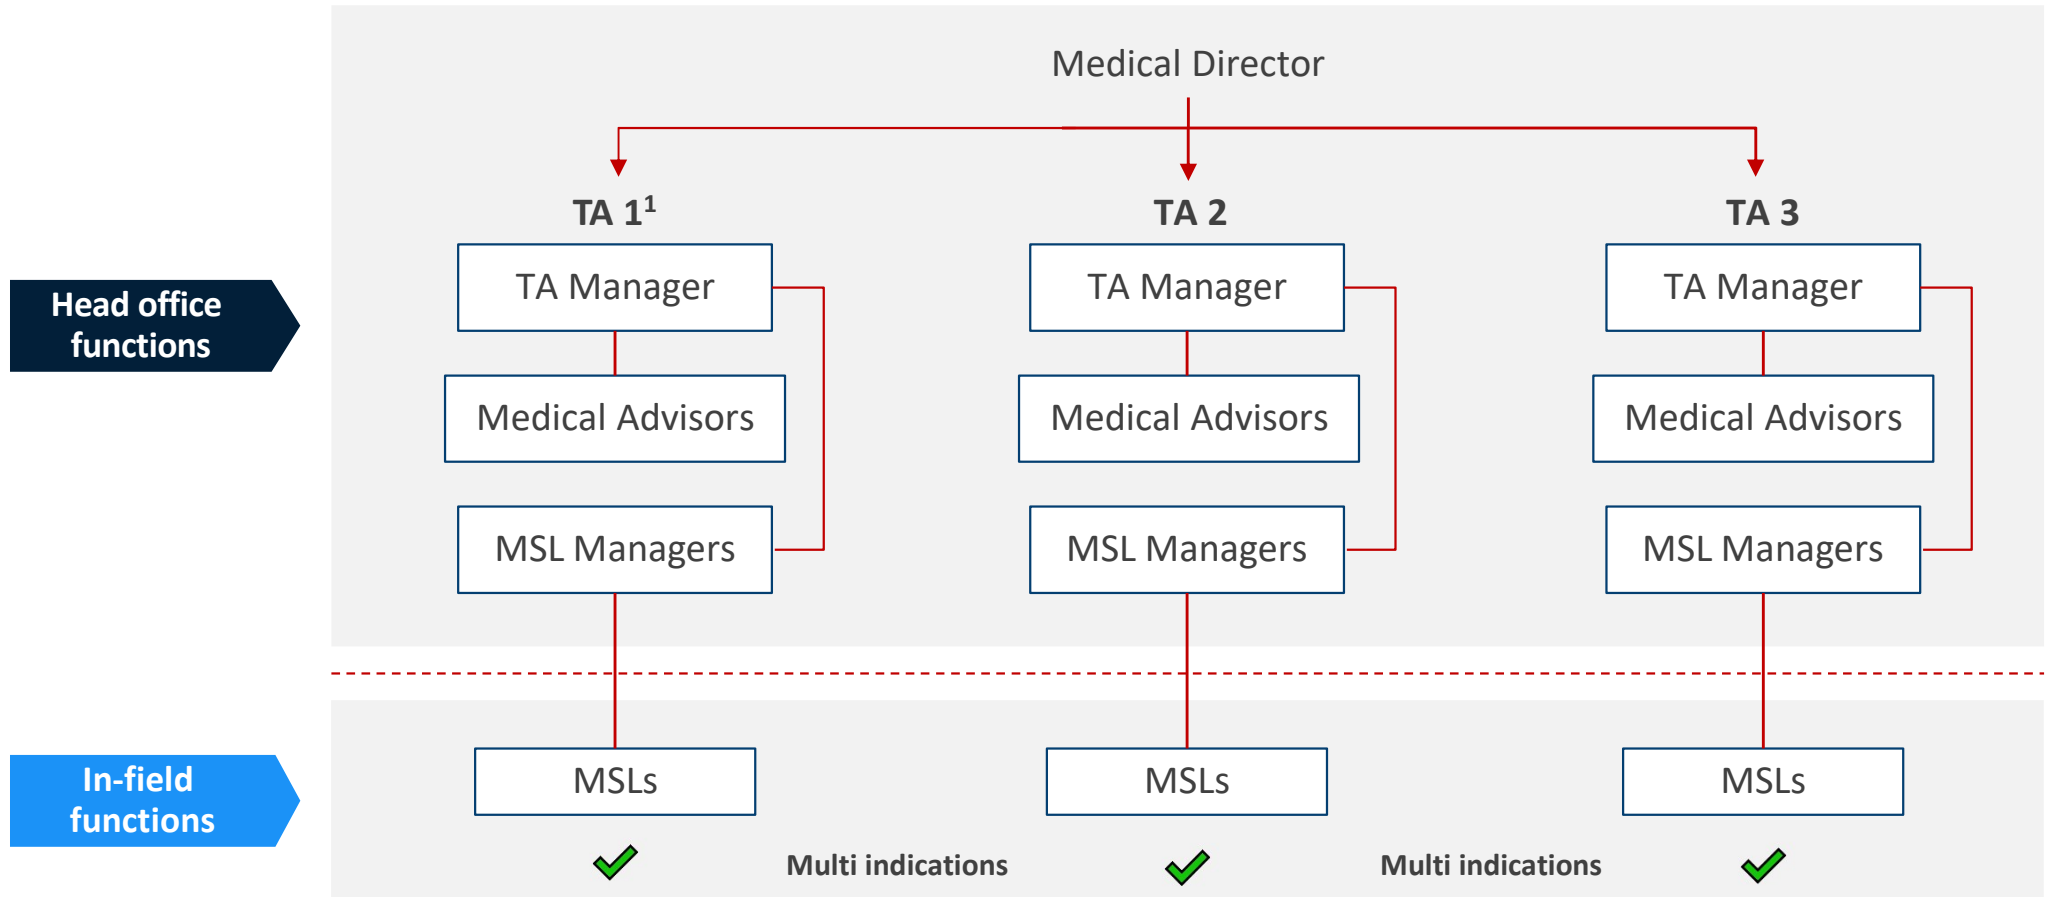 Medical Director
TA 1¹
TA 2
TA 3
TA Manager
TA Manager
TA Manager
Head office
functions
Medical Advisors
Medical Advisors
Medical Advisors
MSL Managers
MSL Managers
MSL Managers
In-field
functions
MSLs
MSLs
MSLs
Multi indications
Multi indications